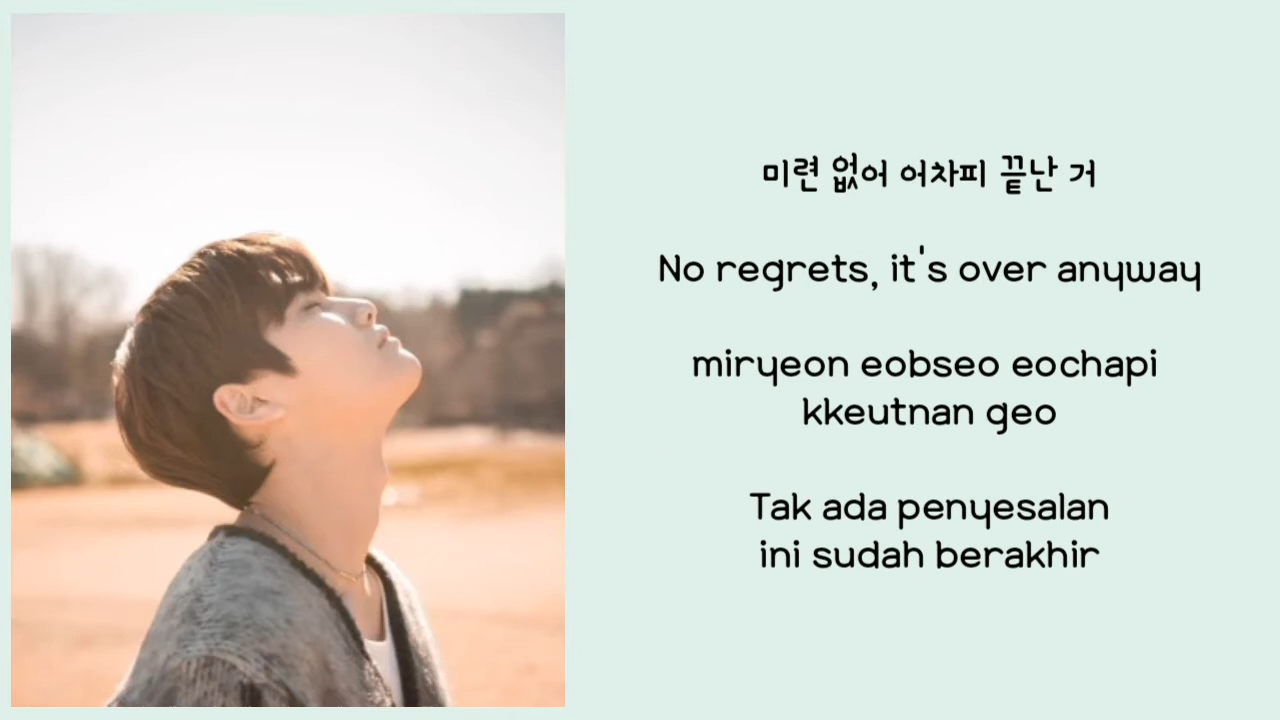 미련 없어 어차피 끝난 거
No regrets, it's over anyway
miryeon eobseo eochapi
kkeutnan geo
Tak ada penyesalan
ini sudah berakhir